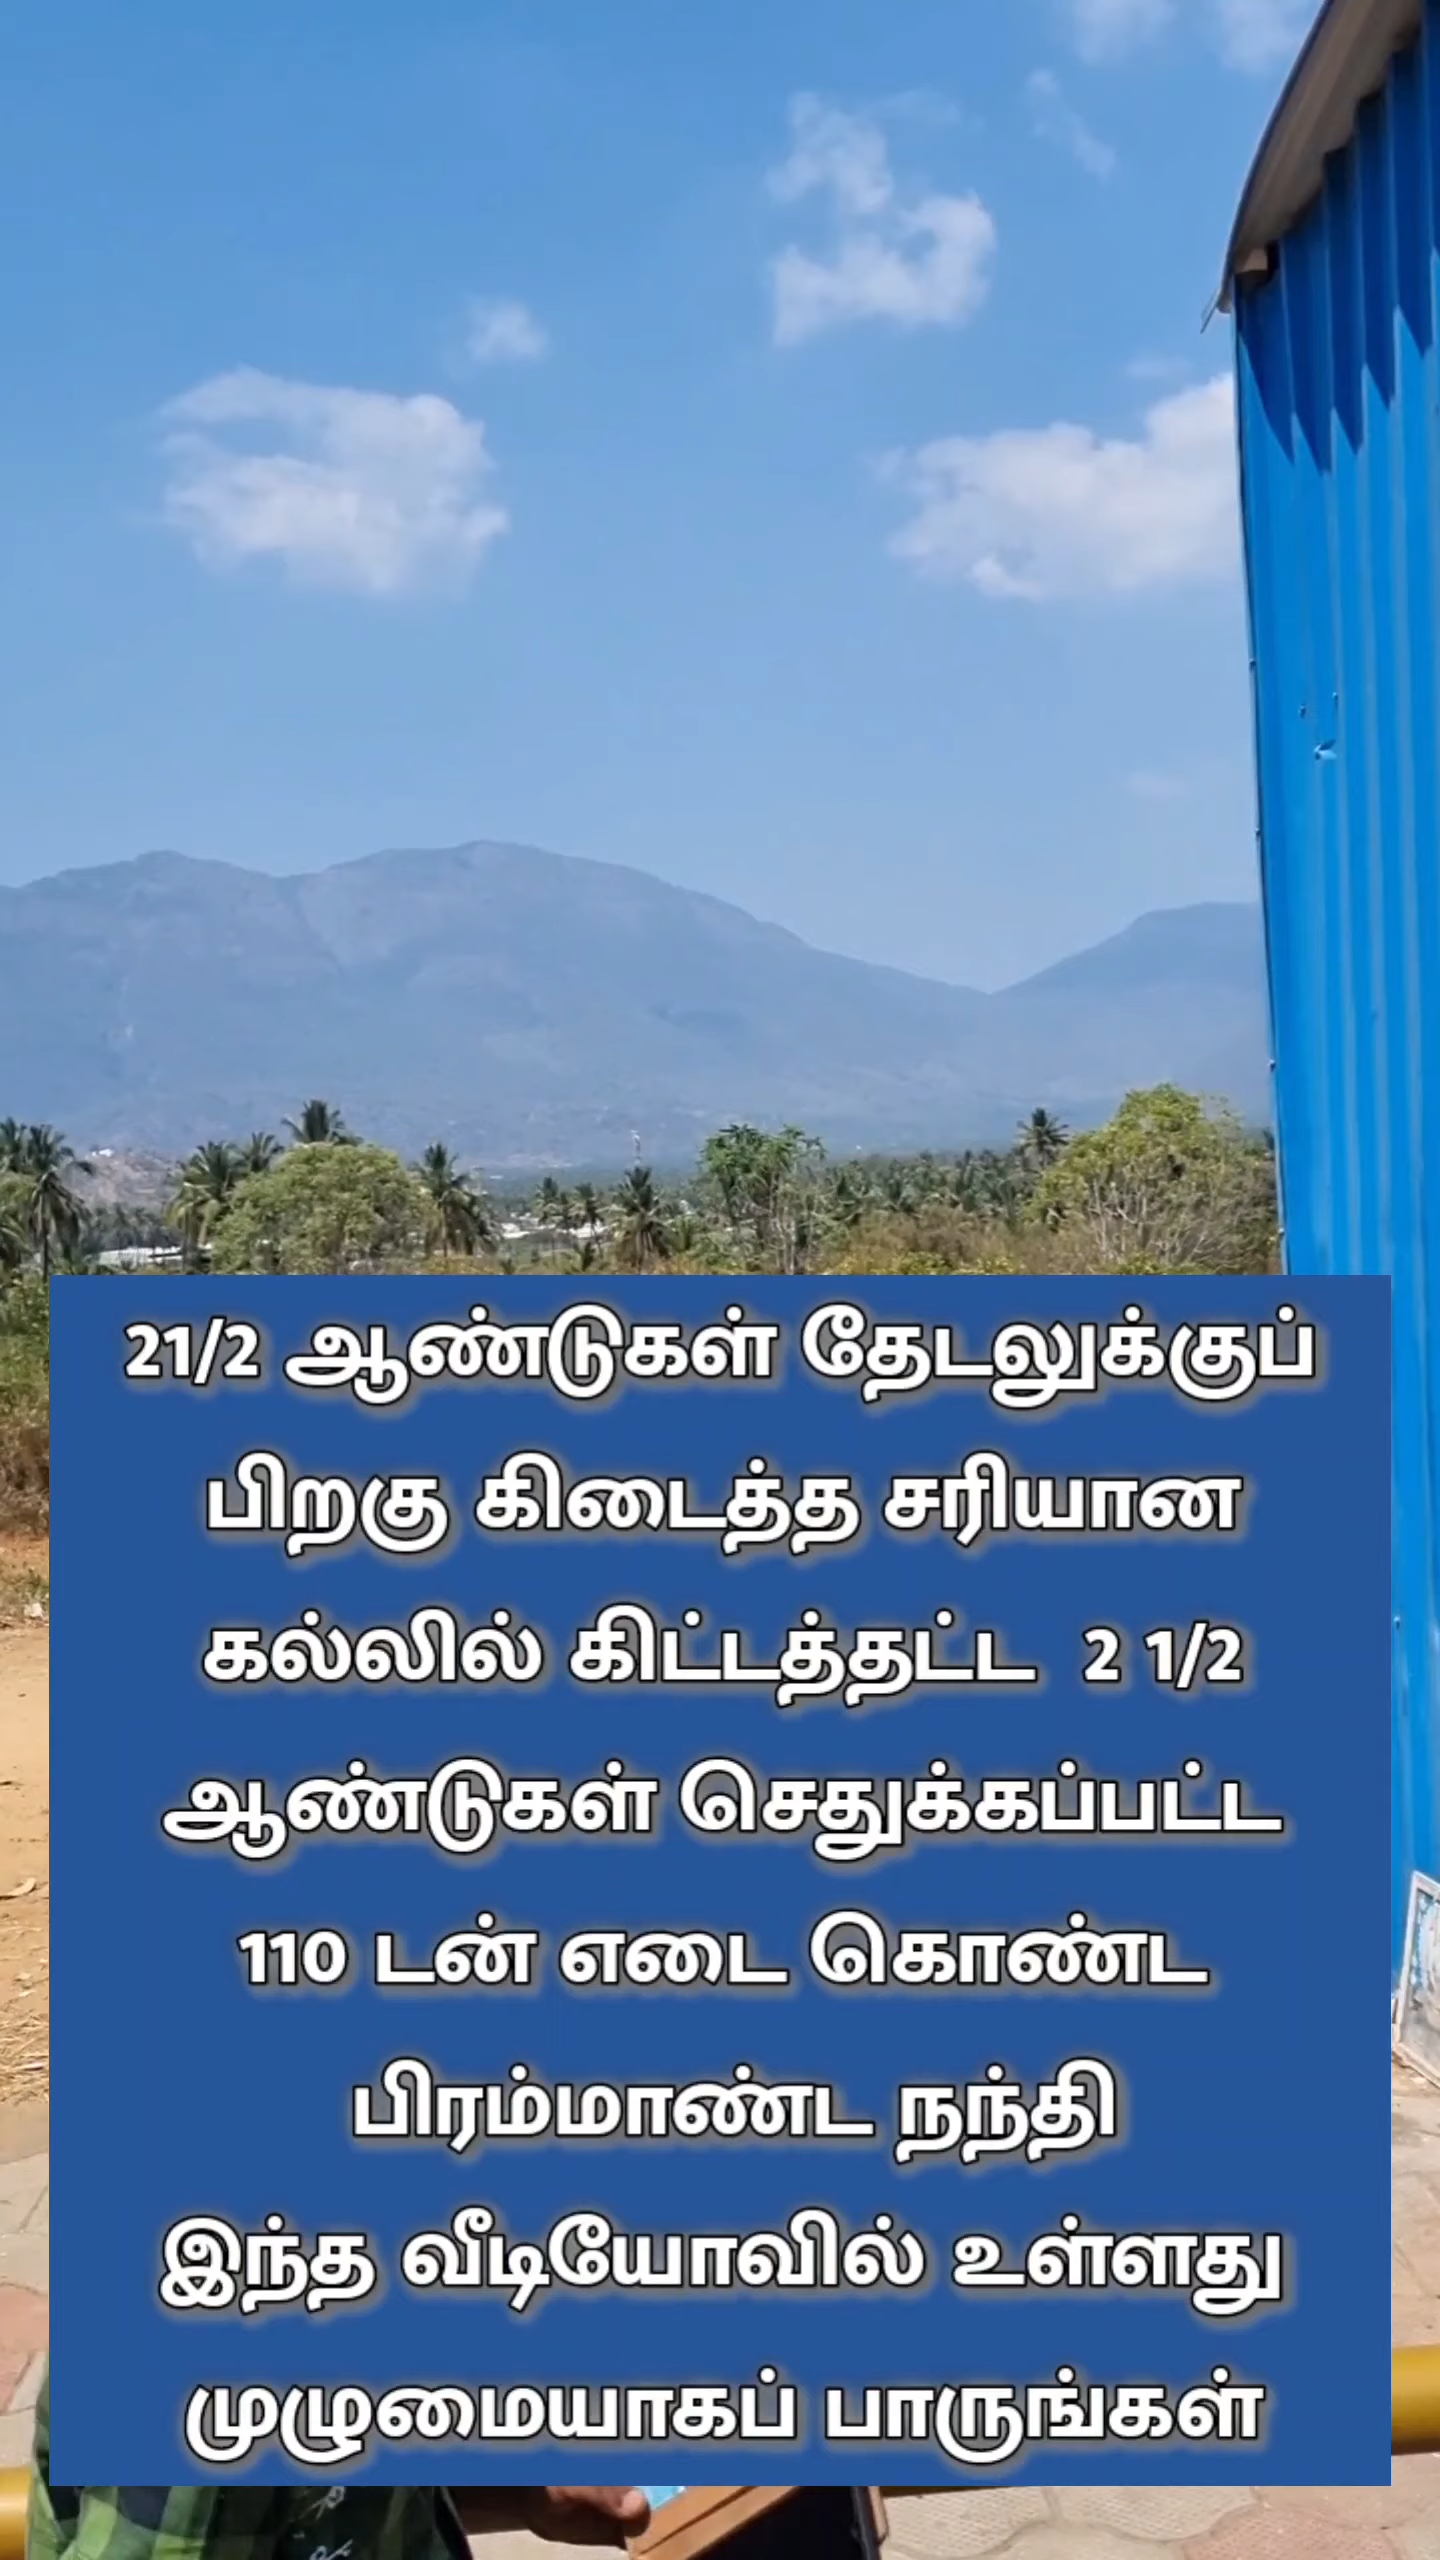 21/2 ஆண்டுகள் தேடலுக்குப்
பிறகு கிடைத்த சரியான
கல்லில் கிட்டத்தட்ட 2 1/2
ஆண்டுகள் செதுக்கப்பட்ட
110 டன் எடை கொண்ட
பிரம்மாண்ட நந்தி
இந்த வீடியோவில் உள்ளது
முழுமையாகப் பாருங்கள்